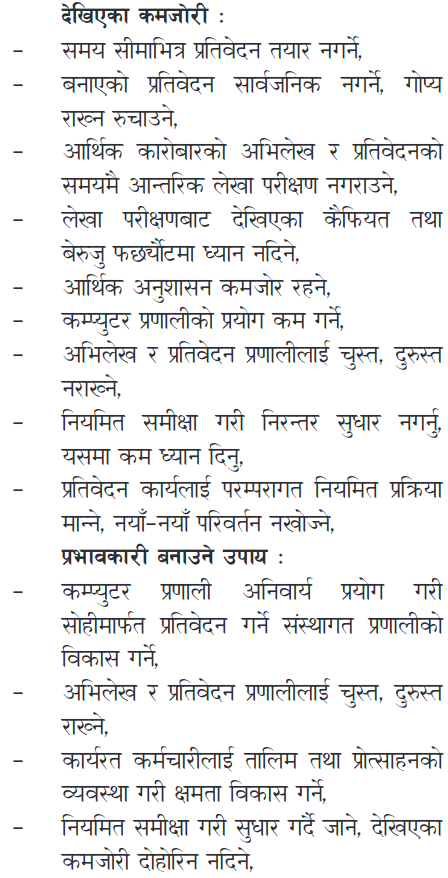 देखिएका कमजोरी :
– समय सीमाभित्र प्रतिवेदन तयार नगर्ने,
– बनाएको प्रतिवेदन सार्वजनिक नगर्ने, गोप्य
राख्न रुचाउने,
– आर्थिक कारोबारको अभिलेख र प्रतिवेदनको
समयमै आन्तरिक लेखा परीक्षण नगराउने,
– लेखा परीक्षणबाट देखिएका कैफियत तथा
बेरुजु फर्छ्यौटमा ध्यान नदिने,
– आर्थिक अनुशासन कमजोर रहने,
– कम्प्युटर प्रणालीको प्रयोग कम गर्ने,
– अभिलेख र प्रतिवेदन प्रणालीलाई चुस्त, दुरुस्त
नराख्ने,
– नियमित समीक्षा गरी निरन्तर सुधार नगर्नु,
यसमा कम ध्यान दिनु,
– प्रतिवेदन कार्यलाई परम्परागत नियमित प्रक्रिया
मान्ने, नयाँ-नयाँ परिवर्तन नखोज्ने,
प्रभावकारी बनाउने उपाय :
– कम्प्युटर प्रणाली अनिवार्य प्रयोग गरी
सोहीमार्फत प्रतिवेदन गर्ने संस्थागत प्रणालीको
विकास गर्ने,
– अभिलेख र प्रतिवेदन प्रणालीलाई चुस्त, दुरुस्त
राख्ने,
– कार्यरत कर्मचारीलाई तालिम तथा प्रोत्साहनको
व्यवस्था गरी क्षमता विकास गर्ने,
– नियमित समीक्षा गरी सुधार गर्दै जाने, देखिएका
कमजोरी दोहोरिन नदिने,